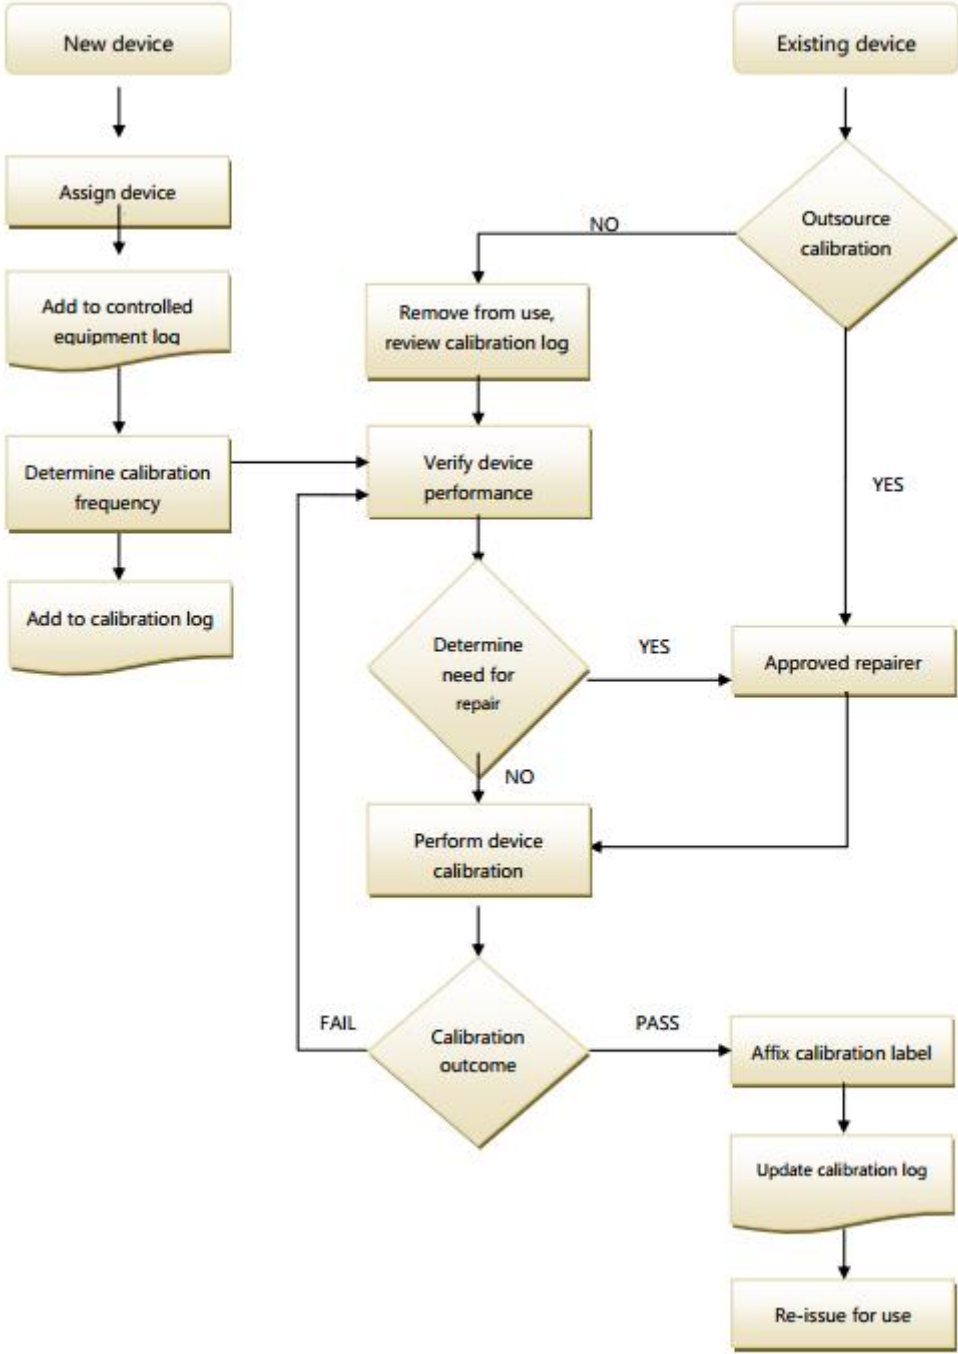 New device
Existing device
Assign device
Outsource
calibration
NO
Add to controlled
equipment log
Remove from use,
review calibration log
Determine calibration
frequency
Verify device
performance
YES
Add to calibration log
Determine
need for
repair
YES
Approved repairer
NO
Perform device
calibration
FAIL
Calibration
outcome
PASS
Affix calibration label
Update calibration log
Re-issue for use